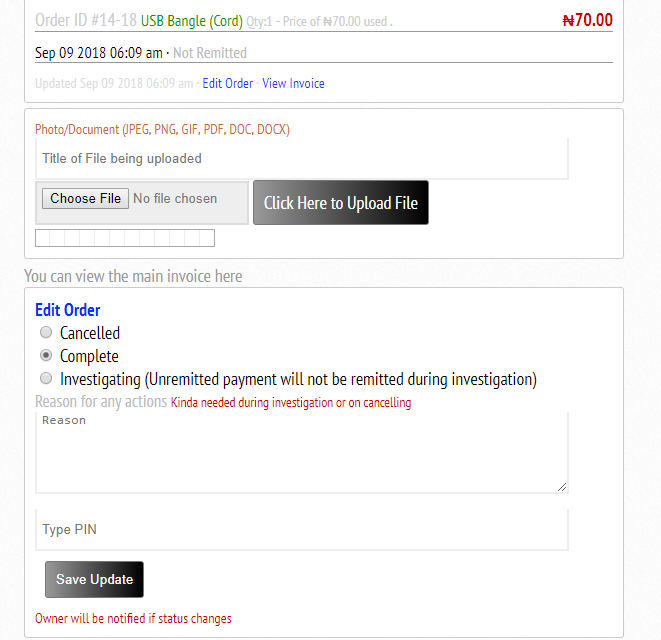 Order ID #14-18 USB Bangle (Cord) Qty:1 - Price of ₦70.00 used . ₦70.00
Sep 09 2018 06:09 am · Not Remitted
Updated Sep 09 2018 06:09 am · Edit Order · View Invoice
Photo/Document (JPEG, PNG, GIF, PDF, DOC, DOCX)
Title of File being uploaded
Choose File No file chosen Click Here to Upload File
You can view the main invoice here
Edit Order
Cancelled
Complete
Investigating (Unremitted payment will not be remitted during investigation)
Reason for any actions Kinda needed during investigation or on cancelling
Reason
Type PIN
Save Update
Owner will be notified if status changes